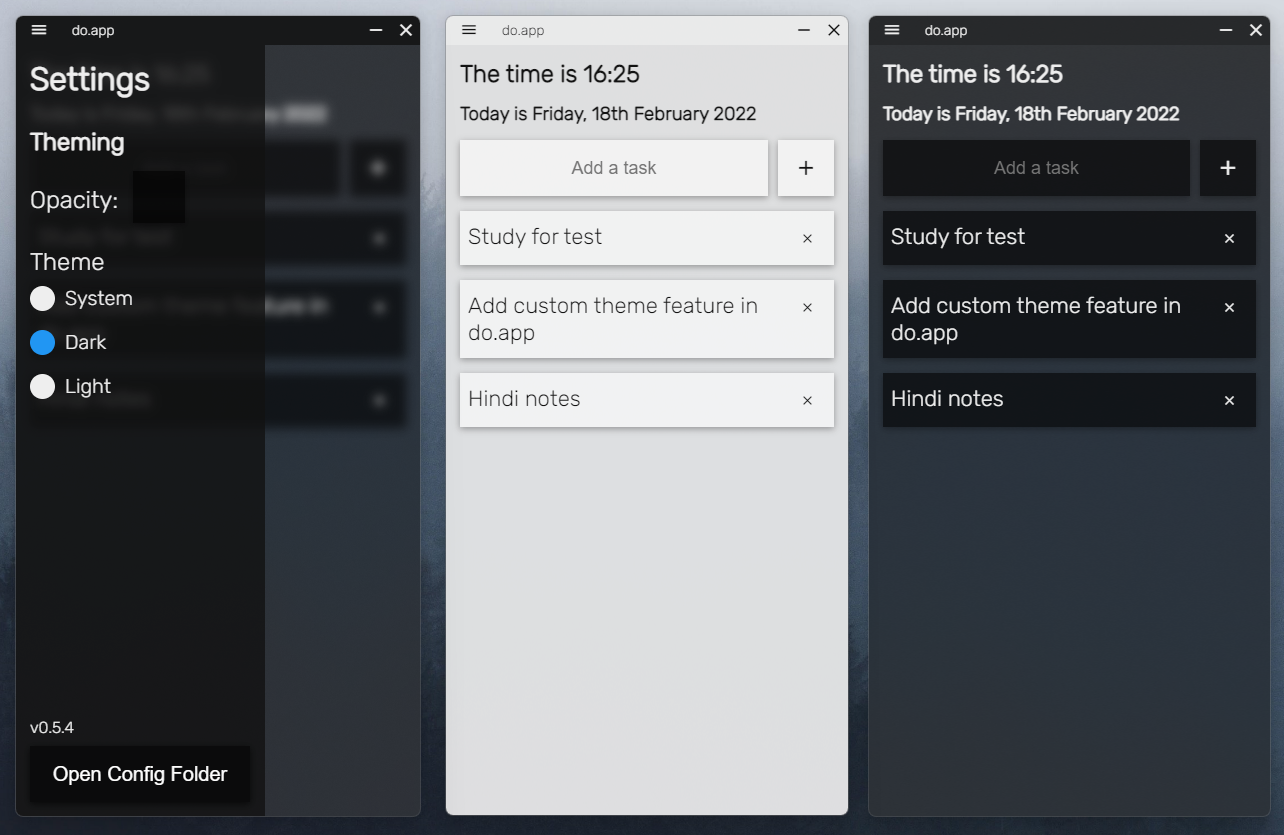 do.app
Settings
Theming
Opacity:
Theme
System
Dark
Light
v0.5.4
Open Config Folder
do.app
The time is 16:25
Today is Friday, 18th February 2022
Add a task
+
Study for test
×
Add custom theme feature in
do.app
×
Hindi notes
×
do.app
The time is 16:25
Today is Friday, 18th February 2022
Add a task
+
Study for test
×
Add custom theme feature in
do.app
×
Hindi notes
×